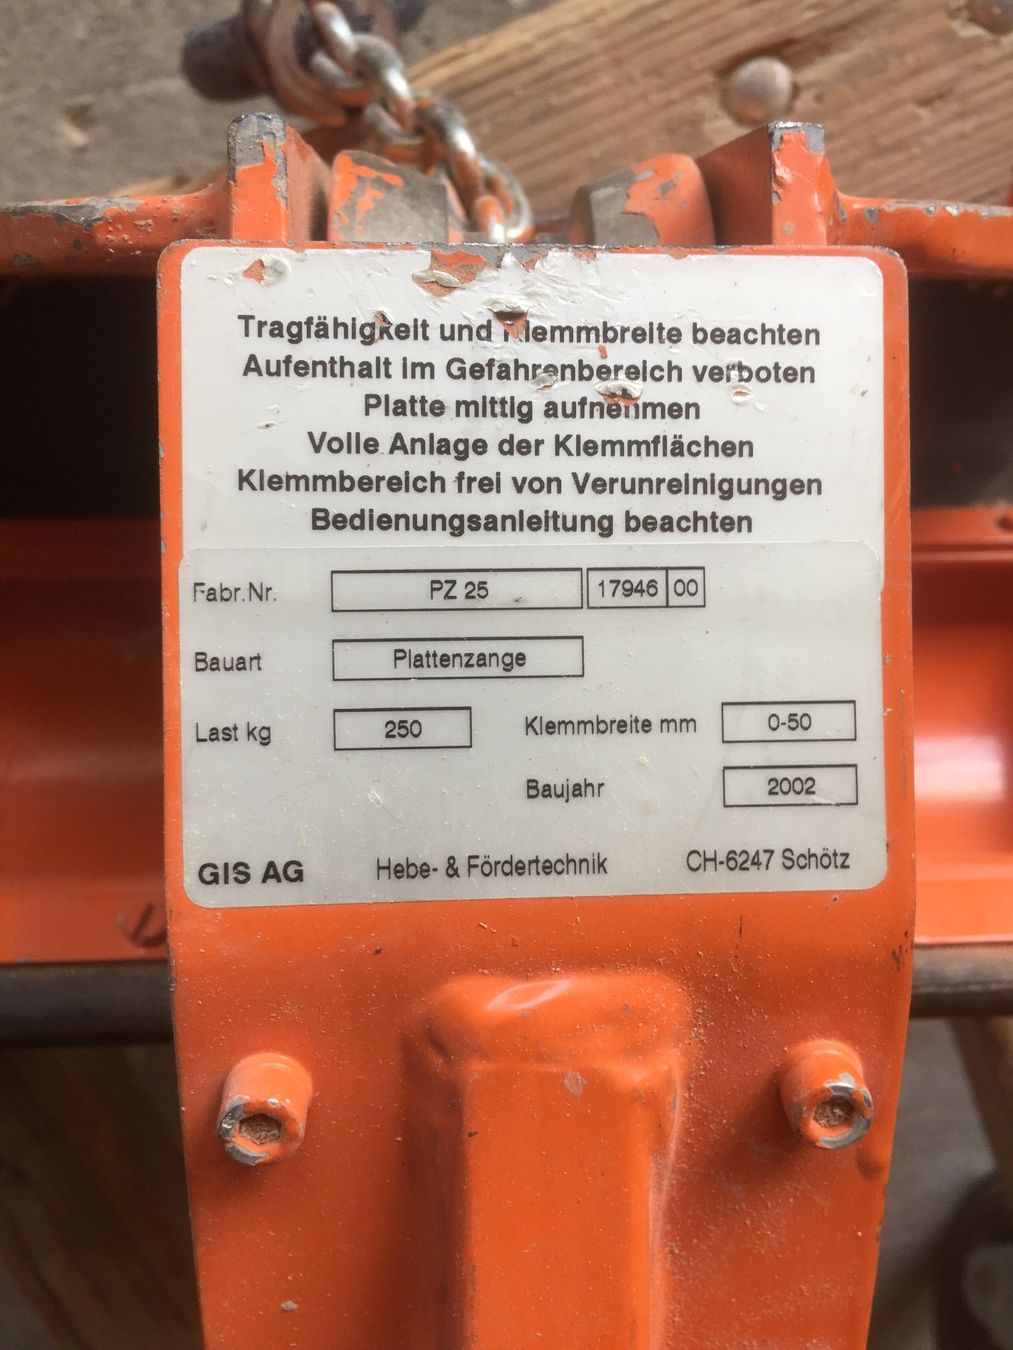 Tragfähigkeit und Klemmbreite beachten
Aufenthalt im Gefahrenbereich verboten
Platte mittig aufnehmen
Volle Anlage der Klemmflächen
Klemmbereich frei von Verunreinigungen
Bedienungsanleitung beachten
Fabr.Nr. PZ 25 17946 00
Bauart Plattenzange
Last kg 250 Klemmbreite mm 0-50
Baujahr 2002
GIS AG Hebe- & Fördertechnik CH-6247 Schötz